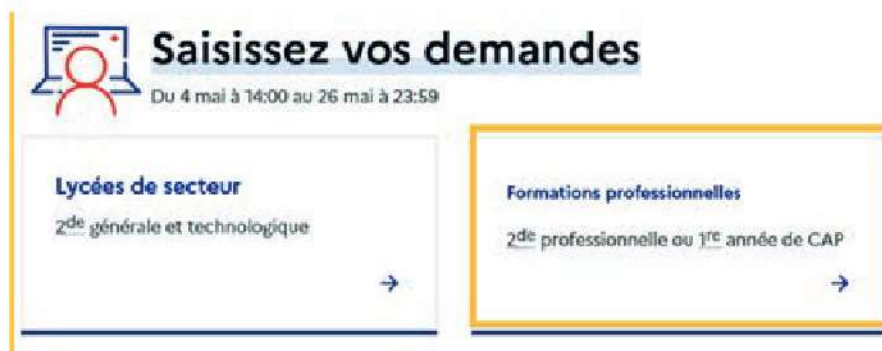 Saisissez vos demandes
Du 4 mai à 14:00 au 26 mai à 23:59
Lycées de secteur
2de générale et technologique
Formations professionnelles
2de professionnelle ou 1re année de CAP